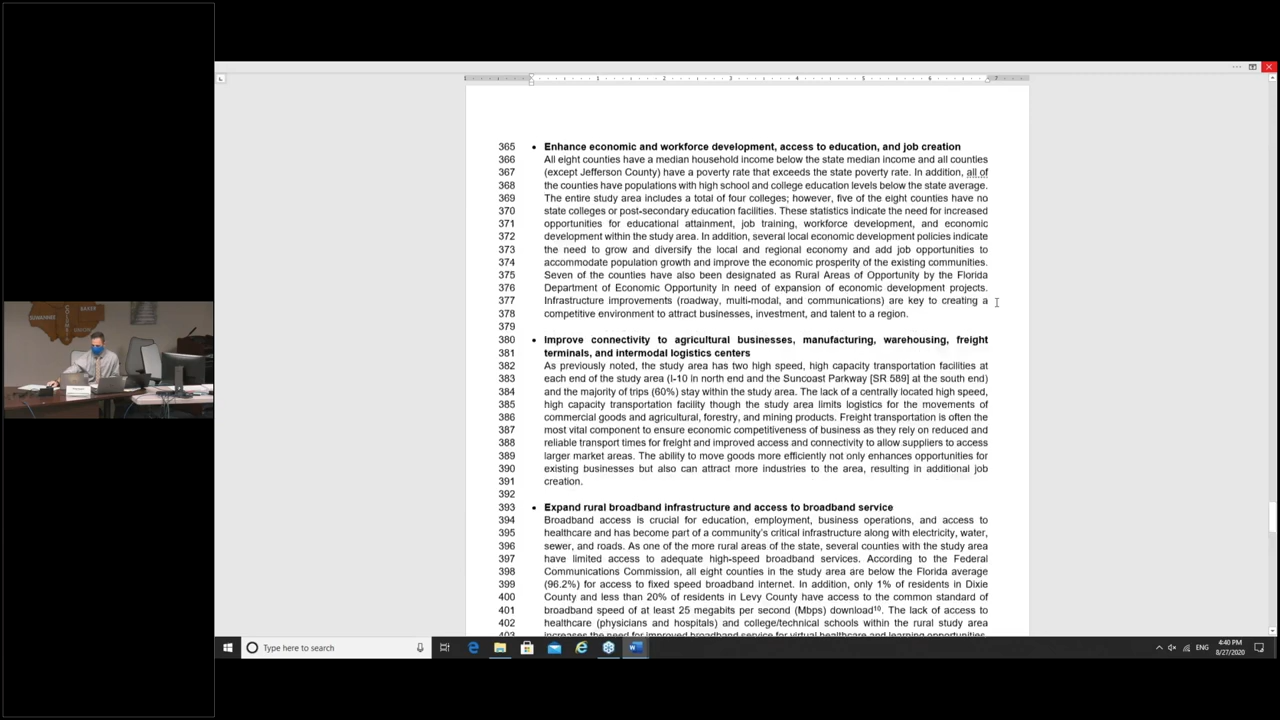 365 • Enhance economic and workforce development, access to education, and job creation
366 All eight counties have a median household income below the state median income and all counties
367 (except Jefferson County) have a poverty rate that exceeds the state poverty rate. In addition, all of
368 the counties have populations with high school and college education levels below the state average.
369 The entire study area includes a total of four colleges; however, five of the eight counties have no
370 state colleges or post-secondary education facilities. These statistics indicate the need for increased
371 opportunities for educational attainment, job training, workforce development, and economic
372 development within the study area. In addition, several local economic development policies indicate
373 the need to grow and diversify the local and regional economy and add job opportunities to
374 accommodate population growth and improve the economic prosperity of the existing communities.
375 Seven of the counties have also been designated as Rural Areas of Opportunity by the Florida
376 Department of Economic Opportunity in need of expansion of economic development projects.
377 Infrastructure improvements (roadway, multi-modal, and communications) are key to creating a
378 competitive environment to attract businesses, investment, and talent to a region.
379
380 • Improve connectivity to agricultural businesses, manufacturing, warehousing, freight
381 terminals, and intermodal logistics centers
382 As previously noted, the study area has two high speed, high capacity transportation facilities at
383 each end of the study area (I-10 in north end and the Suncoast Parkway [SR 589] at the south end)
384 and the majority of trips (60%) stay within the study area. The lack of a centrally located high speed,
385 high capacity transportation facility though the study area limits logistics for the movements of
386 commercial goods and agricultural, forestry, and mining products. Freight transportation is often the
387 most vital component to ensure economic competitiveness of business as they rely on reduced and
388 reliable transport times for freight and improved access and connectivity to allow suppliers to access
389 larger market areas. The ability to move goods more efficiently not only enhances opportunities for
390 existing businesses but also can attract more industries to the area, resulting in additional job
391 creation.
392
393 • Expand rural broadband infrastructure and access to broadband service
394 Broadband access is crucial for education, employment, business operations, and access to
395 healthcare and has become part of a community's critical infrastructure along with electricity, water,
396 sewer, and roads. As one of the more rural areas of the state, several counties with the study area
397 have limited access to adequate high-speed broadband services. According to the Federal
398 Communications Commission, all eight counties in the study area are below the Florida average
399 (96.2%) for access to fixed speed broadband internet. In addition, only 1% of residents in Dixie
400 County and less than 20% of residents in Levy County have access to the common standard of
401 broadband speed of at least 25 megabits per second (Mbps) download10. The lack of access to
402 healthcare (physicians and hospitals) and college/technical schools within the rural study area
403 increases the need for improved broadband service for virtual healthcare and learning opportunities.
Type here to search
ENG
4:40 PM
8/27/2020